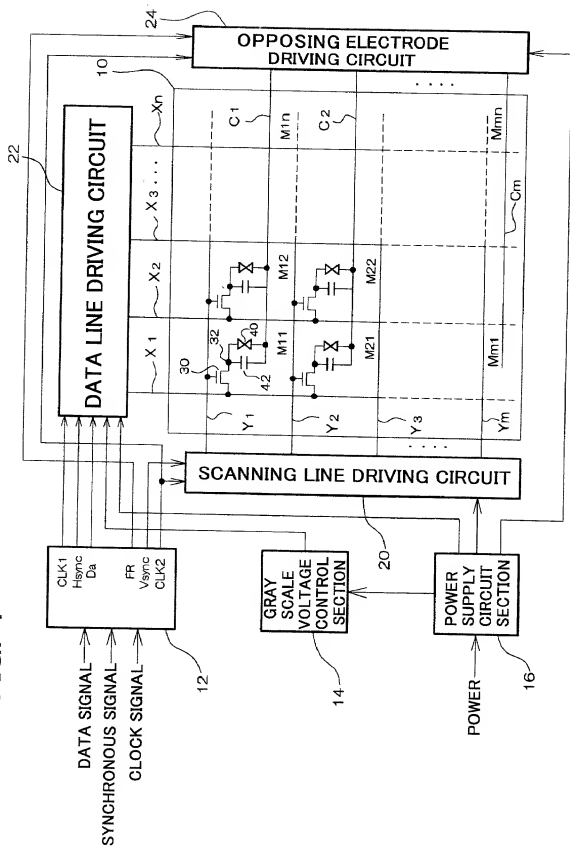 24
OPPOSING ELECTRODE
DRIVING CIRCUIT
10
22
DATA LINE DRIVING CIRCUIT
X1
X2
X3 ...
Xn
C1
M1n
C2
Mmn
Cm
M12
M22
32
40
30
42
M11
M21
Mm1
Y1
Y2
Y3
Ym
SCANNING LINE DRIVING CIRCUIT
20
CLK1
Hsync
Da
FR
Vsync
CLK2
DATA SIGNAL
SYNCHRONOUS SIGNAL
CLOCK SIGNAL
12
GRAY
SCALE
VOLTAGE
CONTROL
SECTION
14
POWER
SUPPLY
CIRCUIT
SECTION
16
POWER